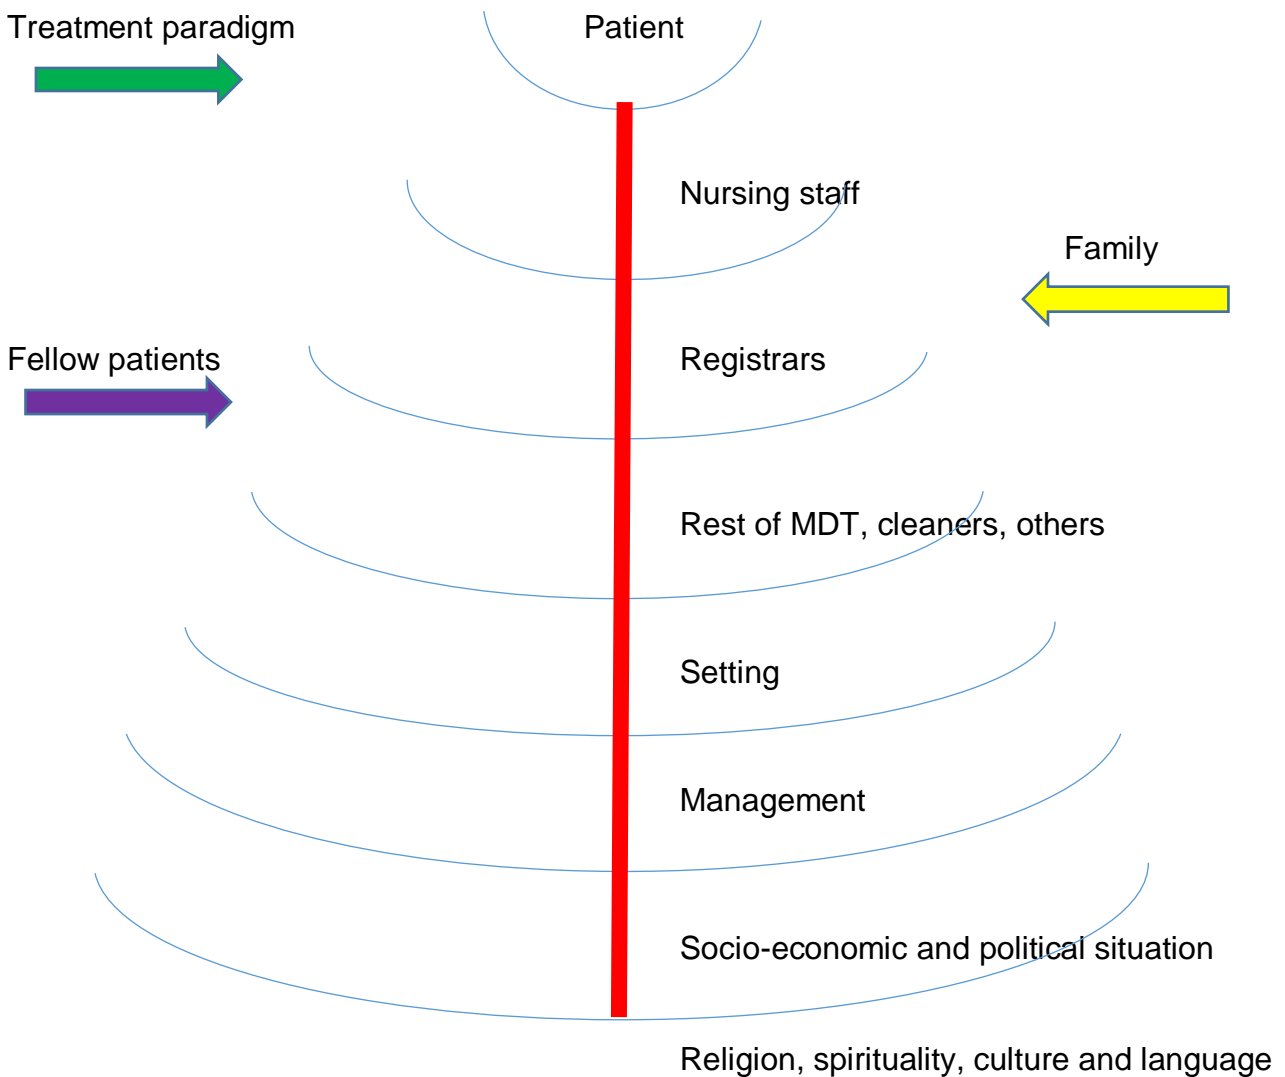 Treatment paradigm
Patient
Nursing staff
Family
Fellow patients
Registrars
Rest of MDT, cleaners, others
Setting
Management
Socio-economic and political situation
Religion, spirituality, culture and language